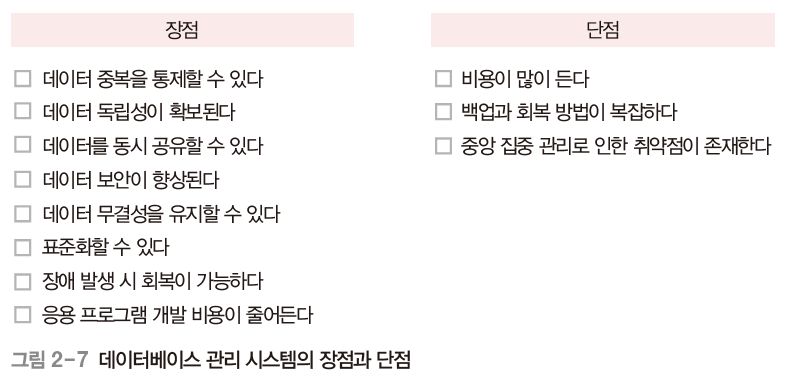 장점
데이터 중복을 통제할 수 있다
데이터 독립성이 확보된다
데이터를 동시 공유할 수 있다
데이터 보안이 향상된다
데이터 무결성을 유지할 수 있다
표준화할 수 있다
장애 발생 시 회복이 가능하다
응용 프로그램 개발 비용이 줄어든다
단점
비용이 많이 든다
백업과 회복 방법이 복잡하다
중앙 집중 관리로 인한 취약점이 존재한다
그림 2-7 데이터베이스 관리 시스템의 장점과 단점